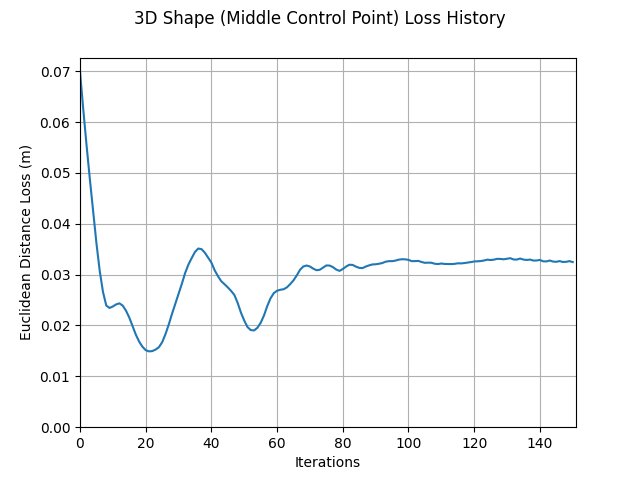 3D Shape (Middle Control Point) Loss History
Euclidean Distance Loss (m)
0.07
0.06
0.05
0.04
0.03
0.02
0.01
0.00
0 20 40 60 80 100 120 140
Iterations